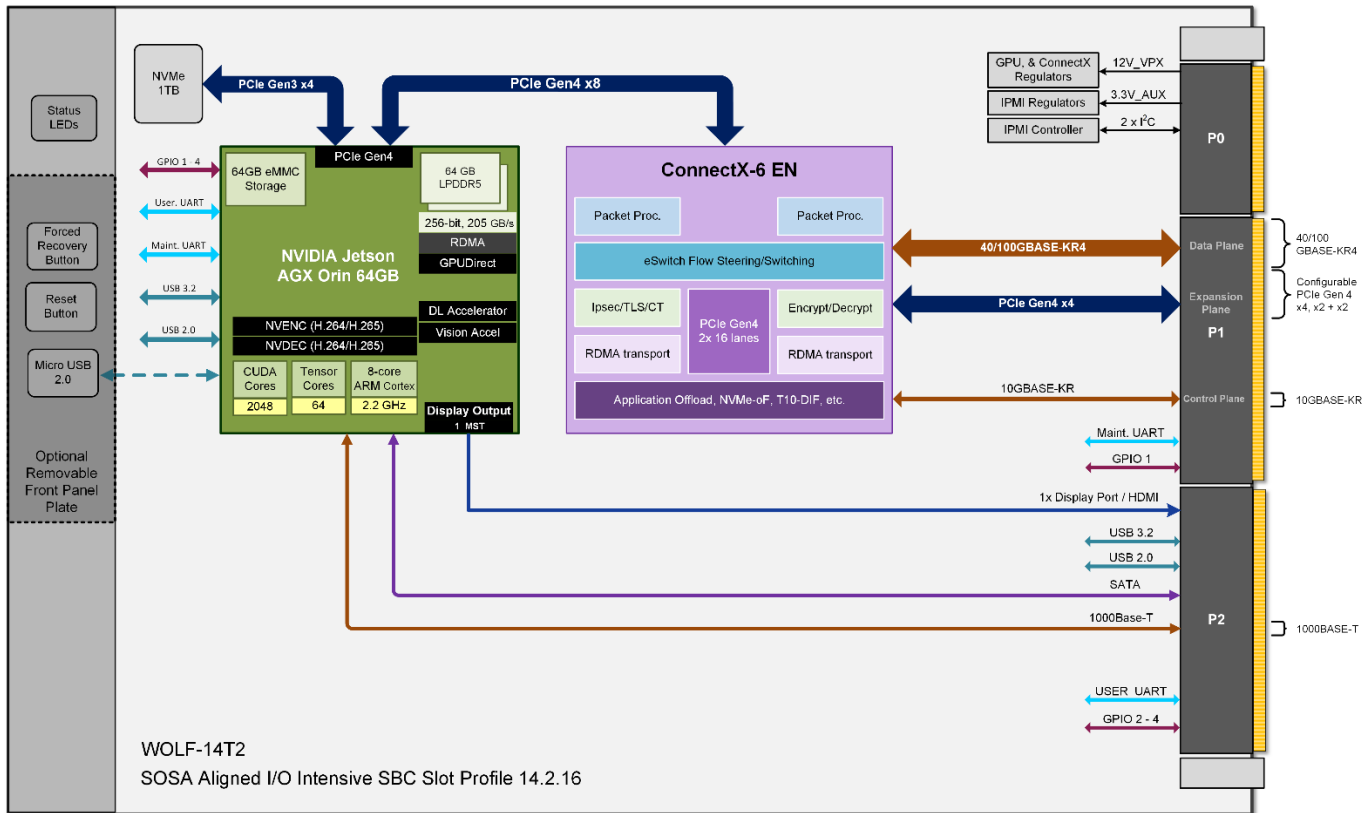 NVMe
1TB
PCIe Gen3 x4
PCIe Gen4 x8
Status
LEDs
GPU, & ConnectX
Regulators
12V_VPX
IPMI Regulators
3.3V_AUX
IPMI Controller
2 x I²C
P0
GPIO 1 - 4
User. UART
Maint. UART
USB 3.2
USB 2.0
Forced
Recovery
Button
Reset
Button
Micro USB
2.0
Optional
Removable
Front Panel
Plate
PCIe Gen4
64GB eMMC
Storage
64 GB
LPDDR5
256-bit, 205 GB/s
RDMA
GPUDirect
NVIDIA Jetson
AGX Orin 64GB
DL Accelerator
Vision Accel
NVENC (H.264/H.265)
NVDEC (H.264/H.265)
CUDA
Cores
2048
Tensor
Cores
64
8-core
ARM Cortex
2.2 GHz
Display Output
1 MST
ConnectX-6 EN
Packet Proc.
Packet Proc.
eSwitch Flow Steering/Switching
Ipsec/TLS/CT
PCIe Gen4
2x 16 lanes
Encrypt/Decrypt
RDMA transport
RDMA transport
Application Offload, NVMe-oF, T10-DIF, etc.
40/100GBASE-KR4
Data Plane
40/100
GBASE-KR4
PCIe Gen4 x4
Expansion
Plane
P1
Configurable
PCIe Gen 4
x4, x2 + x2
10GBASE-KR
Control Plane
10GBASE-KR
Maint. UART
GPIO 1
1x Display Port / HDMI
USB 3.2
USB 2.0
SATA
1000Base-T
P2
1000BASE-T
USER UART
GPIO 2 - 4
WOLF-14T2
SOSA Aligned I/O Intensive SBC Slot Profile 14.2.16